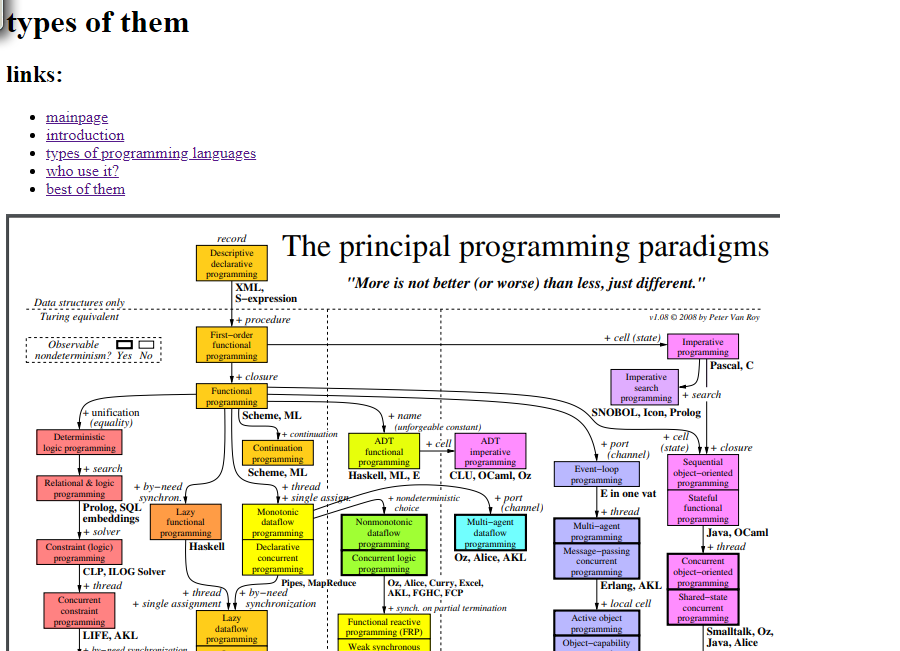 types of them
links:
mainpage
introduction
types of programming languages
who use it?
best of them
The principal programming paradigms
"More is not better (or worse) than less, just different."
record
Descriptive
declarative
programming
XML,
S−expression
Data structures only
Turing equivalent
+ procedure
v1.08 © 2008 by Peter Van Roy
Observable
nondeterminism? Yes No
First−order
functional
programming
+ cell (state)
Imperative
programming
Pascal, C
+ closure
Functional
programming
Scheme, ML
Imperative
search
programming
+ search
SNOBOL, Icon, Prolog
+ unification
(equality)
Deterministic
logic programming
+ search
Relational & logic
programming
Prolog, SQL
embeddings
+ solver
Constraint (logic)
programming
CLP, ILOG Solver
+ thread
Concurrent
constraint
programming
LIFE, AKL
+ by−need synchronization
+ by−need
synchron.
Lazy
functional
programming
Haskell
+ thread
+ single assignment
+ continuation
Continuation
programming
Scheme, ML
+ thread
+ single assign.
Monotonic
dataflow
programming
Declarative
concurrent
programming
Pipes, MapReduce
+ by−need
synchronization
Lazy
dataflow
programming
+ name
(unforgeable constant)
ADT
functional
programming
Haskell, ML, E
+ cell
ADT
imperative
programming
CLU, OCaml, Oz
+ nondeterministic
choice
Nonmonotonic
dataflow
programming
Concurrent logic
programming
Oz, Alice, Curry, Excel,
AKL, FGHC, FCP
+ synch. on partial termination
Functional reactive
programming (FRP)
Weak synchronous
+ port
(channel)
Multi−agent
dataflow
programming
Oz, Alice, AKL
+ port
(channel)
Event−loop
programming
E in one vat
+ thread
Multi−agent
programming
Message−passing
concurrent
programming
Erlang, AKL
+ local cell
Active object
programming
Object−capability
+ cell
(state)
+ closure
Sequential
object−oriented
programming
Stateful
functional
programming
Java, OCaml
+ thread
Concurrent
object−oriented
programming
Shared−state
concurrent
programming
Smalltalk, Oz,
Java, Alice